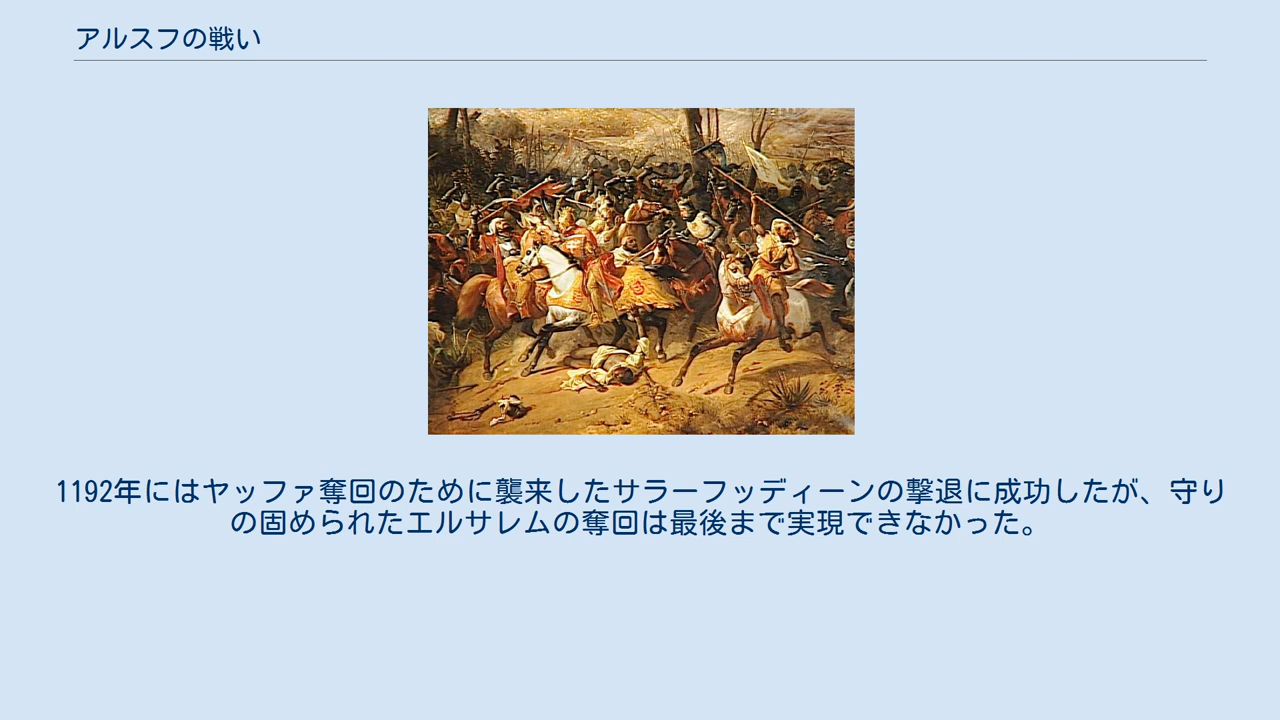 アルスフの戦い
1192年にはヤッファ奪回のために襲来したサラーフッディーンの撃退に成功したが、守り
の固められたエルサレムの奪回は最後まで実現できなかった。